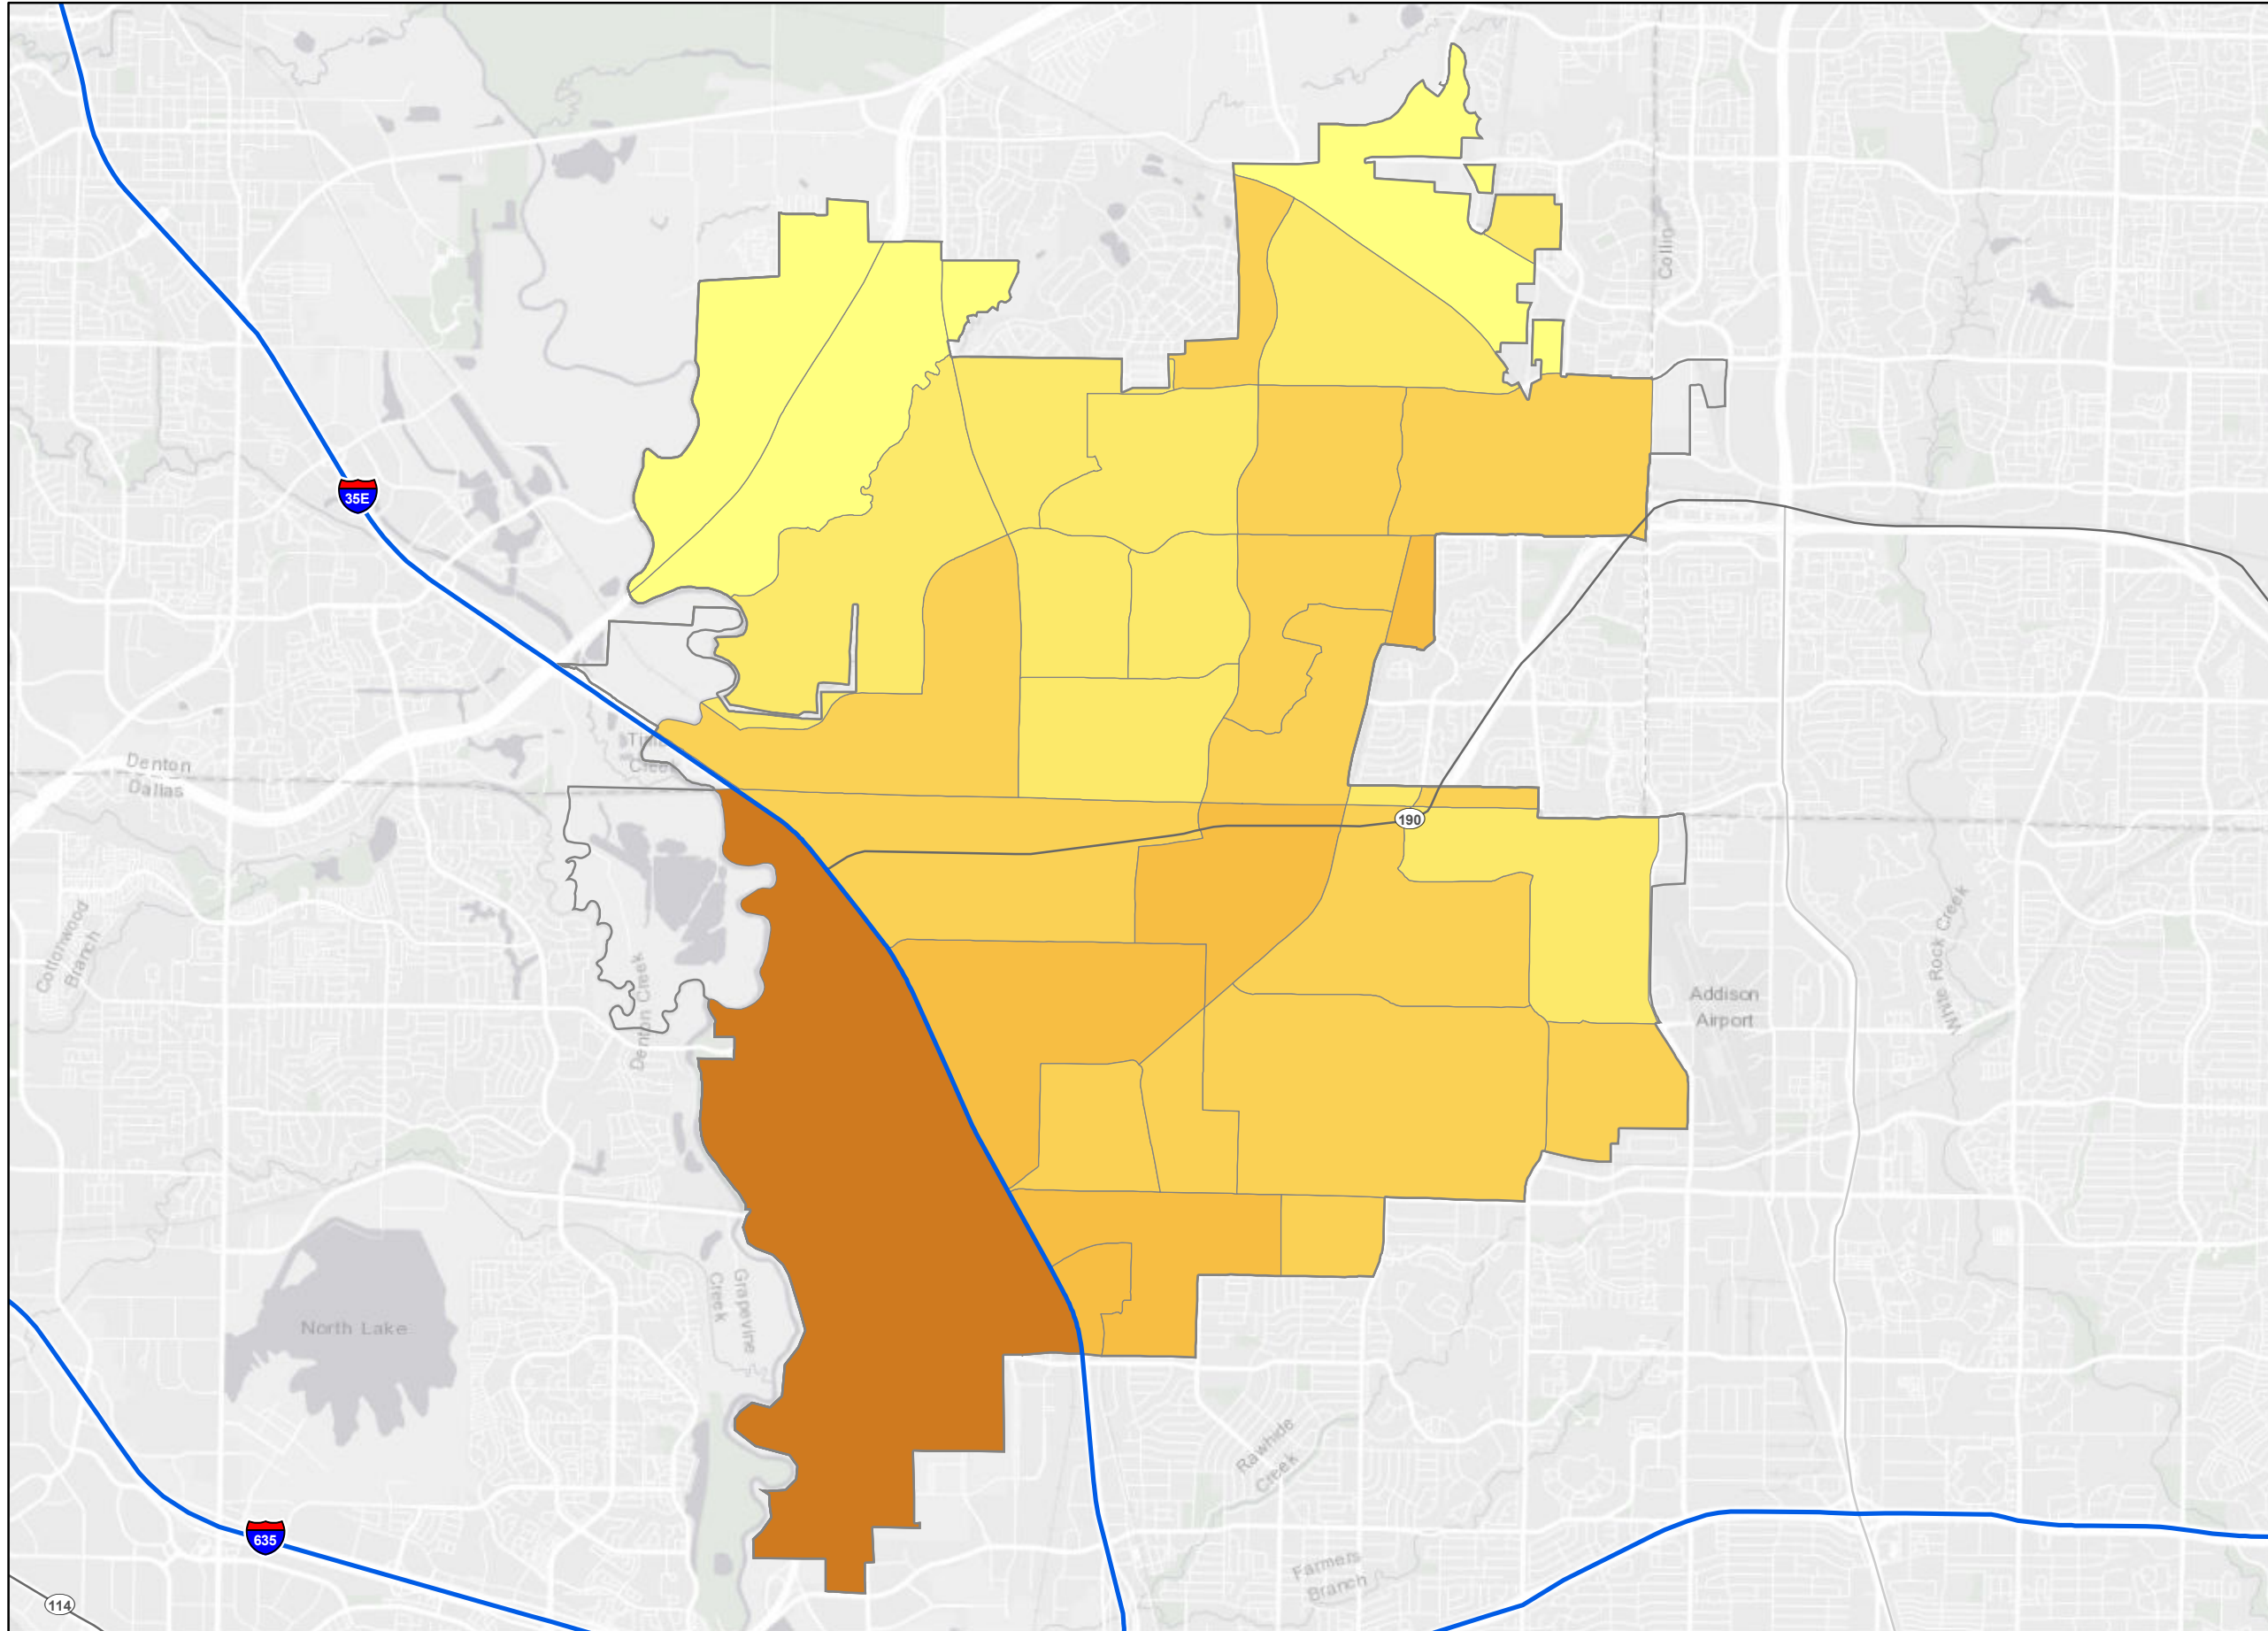 Collin
35E
Denton
Dallas
190
Cottonwood
Branch
Denton Creek
Addison
Airport
White Rock Creek
Grapevine
Creek
North Lake
Rawhide
Creek
635
Farmers
Branch
114